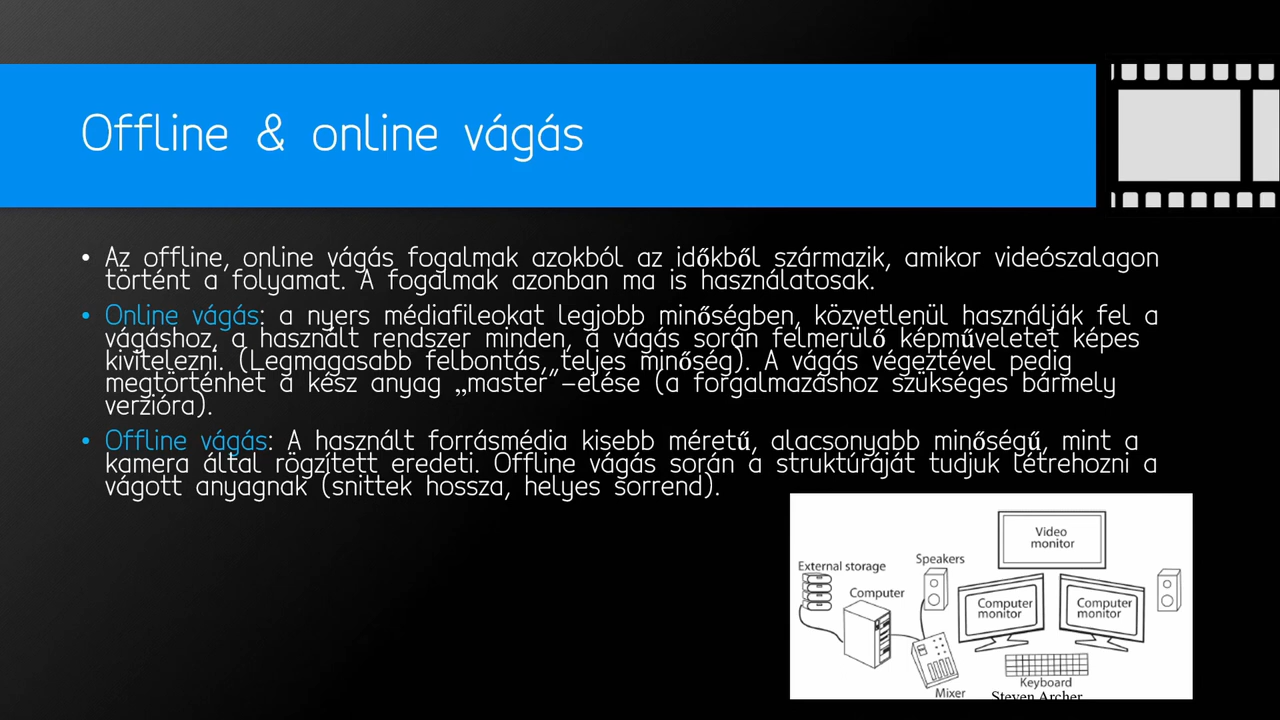 Offline & online vágás
• Az offline, online vágás fogalmak azokból az időkből származik, amikor videószalagon
történt a folyamat. A fogalmak azonban ma is használatosak.
• Online vágás: a nyers médiafileokat legjobb minőségben, közvetlenül használják fel a
vágáshoz, a használt rendszer minden, a vágás során felmerülő képműveletet képes
kivitelezni. (Legmagasabb felbontás, teljes minőség). A vágás végeztével pedig
megtörténhet a kész anyag „master”-elése (a forgalmazáshoz szükséges bármely
verzióra).
• Offline vágás: A használt forrásmédia kisebb méretű, alacsonyabb minőségű, mint a
kamera által rögzített eredeti. Offline vágás során a struktúráját tudjuk létrehozni a
vágott anyagnak (snittek hossza, helyes sorrend).
Video
monitor
Speakers
External storage
Computer
Computer
monitor
Computer
monitor
Keyboard
Mixer
Steven Archer